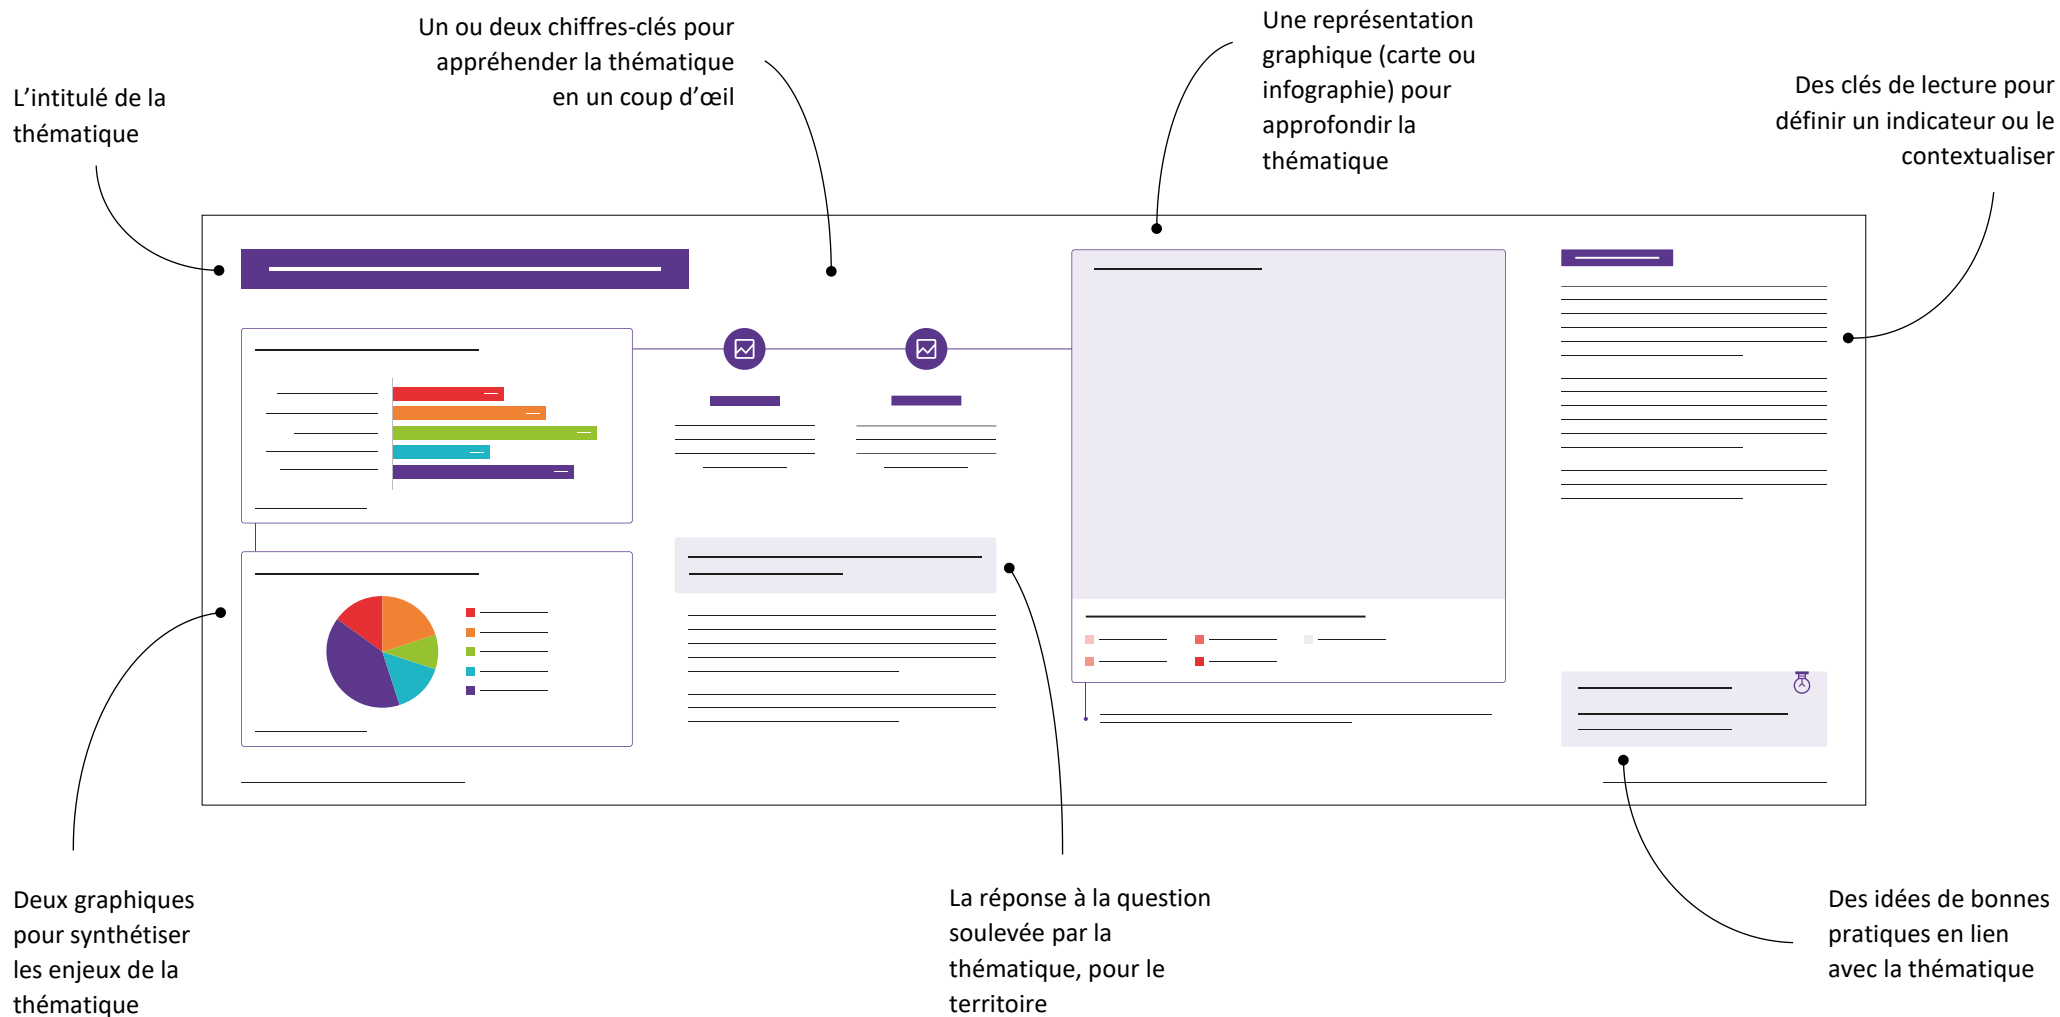 L’intitulé de la
thématique
Un ou deux chiffres-clés pour
appréhender la thématique
en un coup d’œil
Une représentation
graphique (carte ou
infographie) pour
approfondir la
thématique
Des clés de lecture pour
définir un indicateur ou le
contextualiser
Deux graphiques
pour synthétiser
les enjeux de la
thématique
La réponse à la question
soulevée par la
thématique, pour le
territoire
Des idées de bonnes
pratiques en lien
avec la thématique